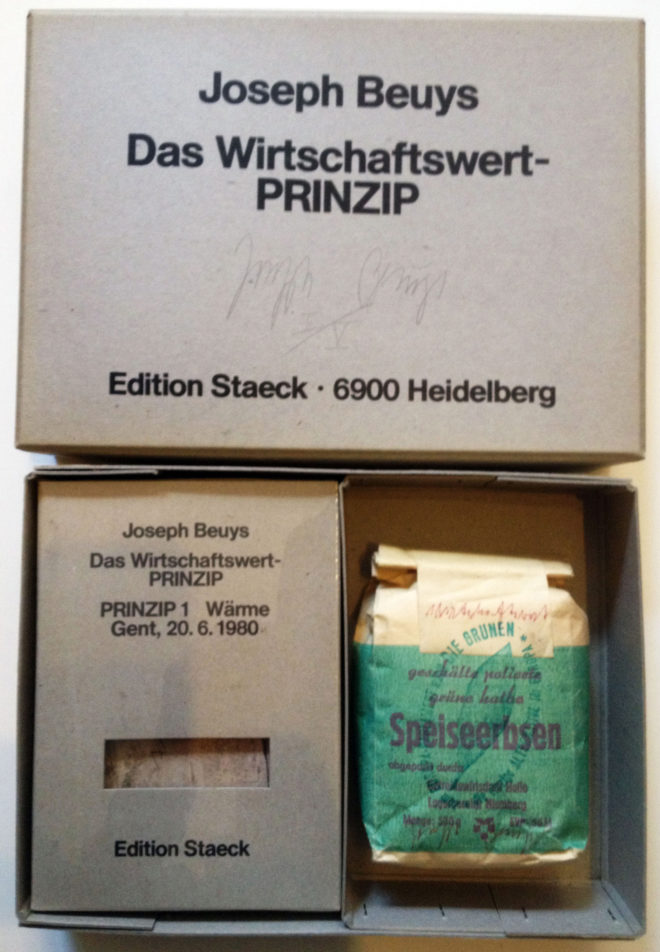 Joseph Beuys
Das Wirtschaftswert-
PRINZIP
Edition Staeck · 6900 Heidelberg
Joseph Beuys
Das Wirtschaftswert-
PRINZIP
PRINZIP 1 Wärme
Gent, 20. 6. 1980
Edition Staeck
DIE GRÜNEN *
geschälte polierte
grüne halbe
Speiseerbsen
abgepackt durch: